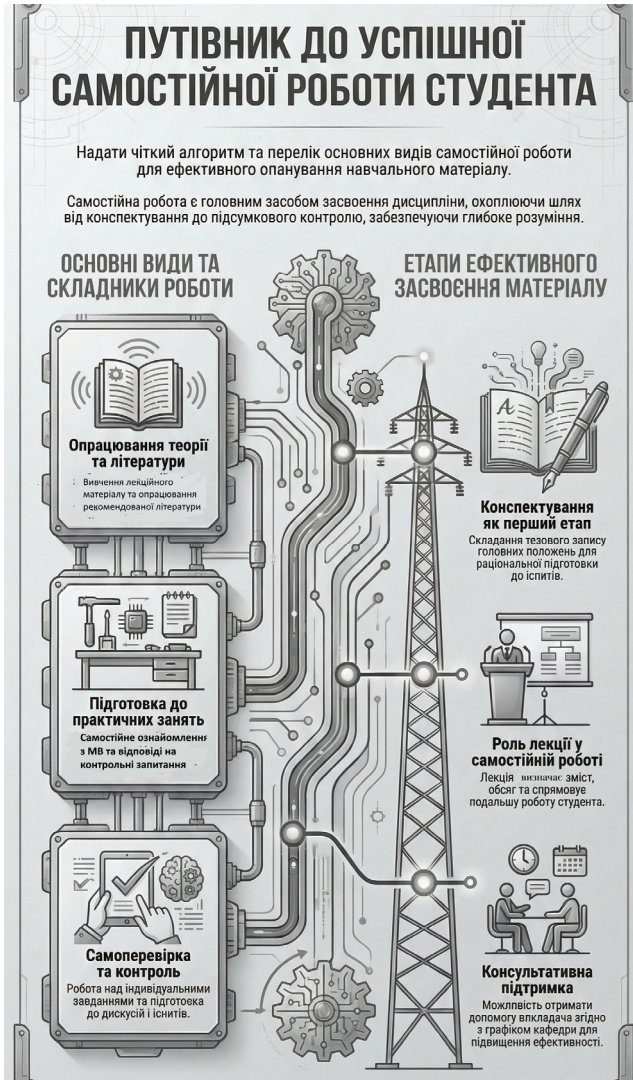 ПУТІВНИК ДО УСПІШНОЇ
САМОСТІЙНОЇ РОБОТИ СТУДЕНТА
Надати чіткий алгоритм та перелік основних видів самостійної роботи
для ефективного опанування навчального матеріалу.
Самостійна робота є головним засобом засвоєння дисципліни, охоплюючи шлях
від конспектування до підсумкового контролю, забезпечуючи глибоке розуміння.
ОСНОВНІ ВИДИ ТА
СКЛАДНИКИ РОБОТИ
Опрацювання теорії
та літератури
Вивчення лекційного
матеріалу та опрацювання
рекомендованої літератури
Підготовка до
практичних занять
Самостійне ознайомлення
з МВ та відповіді на
контрольні запитання
Самоперевірка
та контроль
Робота над індивідуальними
завданнями та підготоєка
до дискусій і існитів.
ЕТАПИ ЕФЕКТИВНОГО
ЗАСВОЄННЯ МАТЕРІАЛУ
A
Конспектування
як перший етап
Складання тезового запису
головних положень для
раціональної підготовки
до іспитів.
Роль лекції у
самостійній роботі
Лекція визначає зміст,
обсяг та спрямовує
подальшу роботу студента.
Консультативна
підтримка
Можлпвість отримати
допомогу впкладача згідно
з графіком кафедри для
підвищення ефективності.